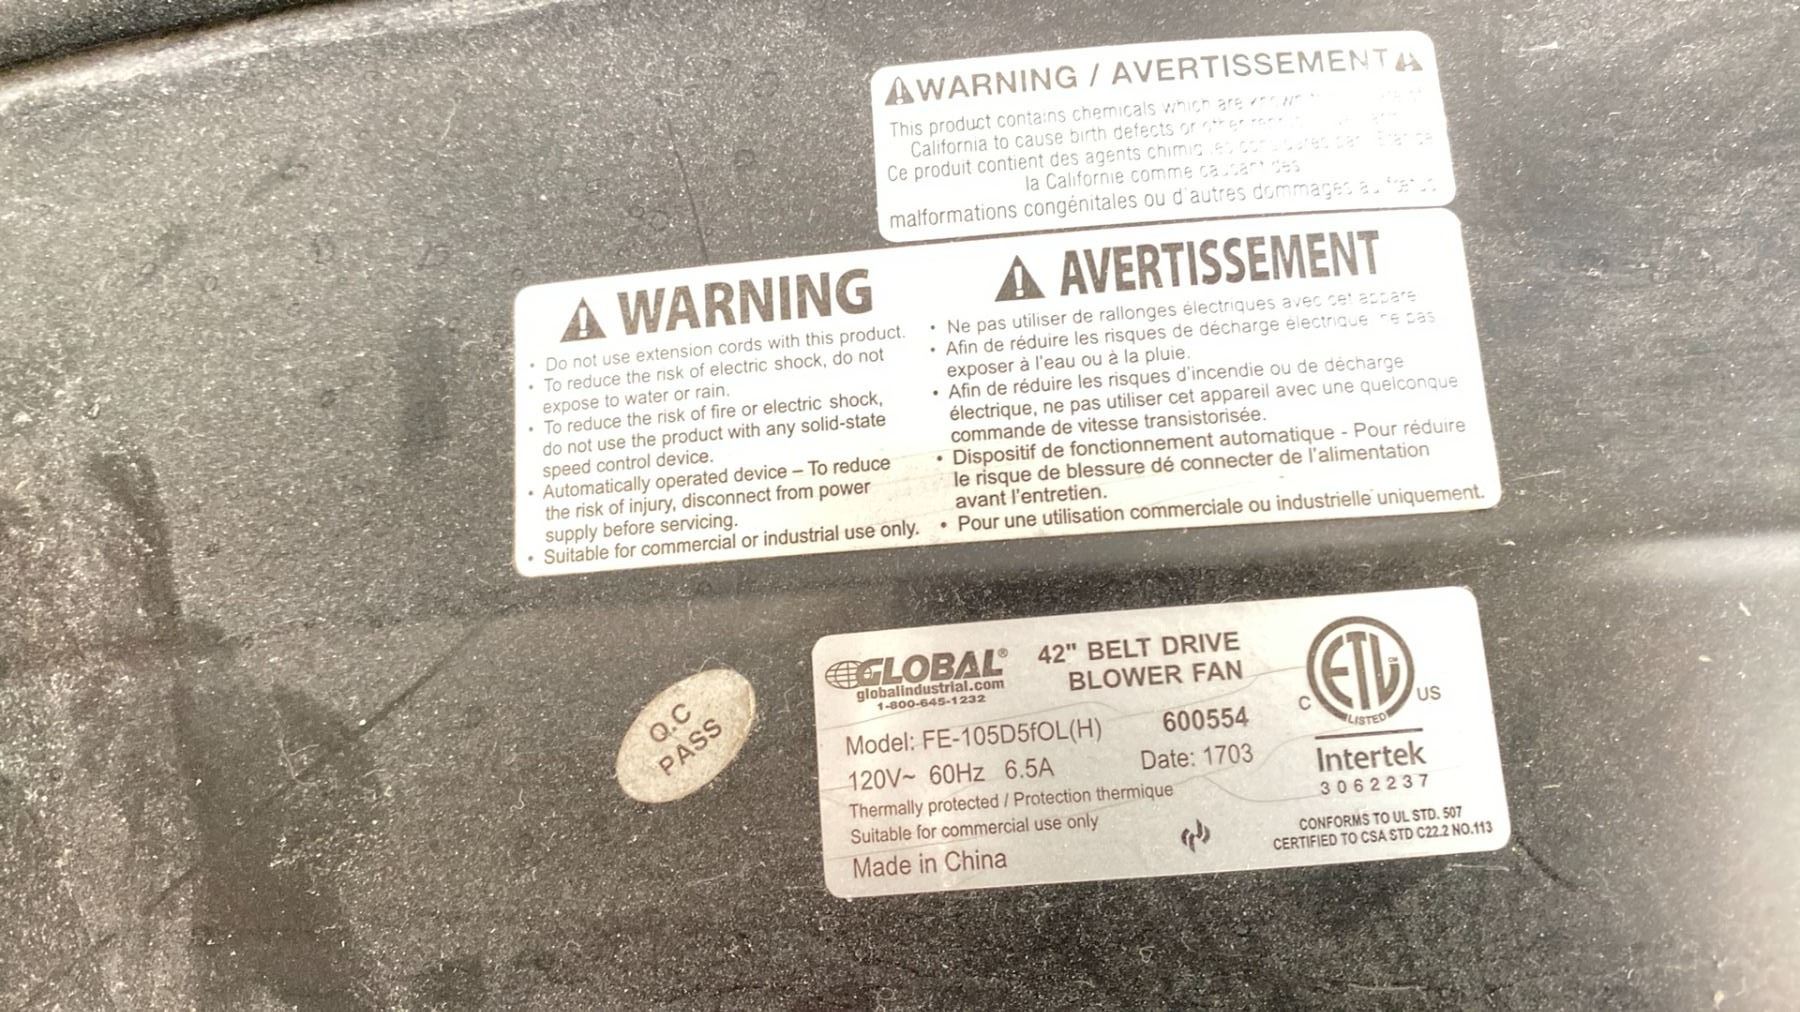 WARNING / AVERTISSEMENT
This product contains chemicals which are
California to cause birth defects or
Ce produit contient des agents
la Californie comme
malformations congénitales ou d'autres dommages
WARNING
• Do not use extension cords with this product.
• To reduce the risk of electric shock, do not
expose to water or rain.
• To reduce the risk of fire or electric shock,
do not use the product with any solid-state
speed control device.
• Automatically operated device – To reduce
the risk of injury, disconnect from power
supply before servicing.
• Suitable for commercial or industrial use only.
AVERTISSEMENT
• Ne pas utiliser de rallonges électriques avec cet
• Afin de réduire les risques de décharge électrique ne pas
exposer à l'eau ou à la pluie.
• Afin de réduire les risques d'incendie ou de décharge
électrique, ne pas utiliser cet appareil avec une quelconque
commande de vitesse transistorisée.
• Dispositif de fonctionnement automatique - Pour réduire
le risque de blessure dé connecter de l'alimentation
avant l'entretien.
• Pour une utilisation commerciale ou industrielle uniquement.
Q.C
PASS
GLOBAL®
globalindustrial.com
1-800-645-1232
42" BELT DRIVE
BLOWER FAN
Model: FE-105D5fOL(H) 600554
120V~ 60Hz 6.5A Date: 1703
Thermally protected / Protection thermique
Suitable for commercial use only
Made in China
ETL CM
C US
LISTED
Intertek
3062237
CONFORMS TO UL STD. 507
CERTIFIED TO CSA STD C22.2 NO.113